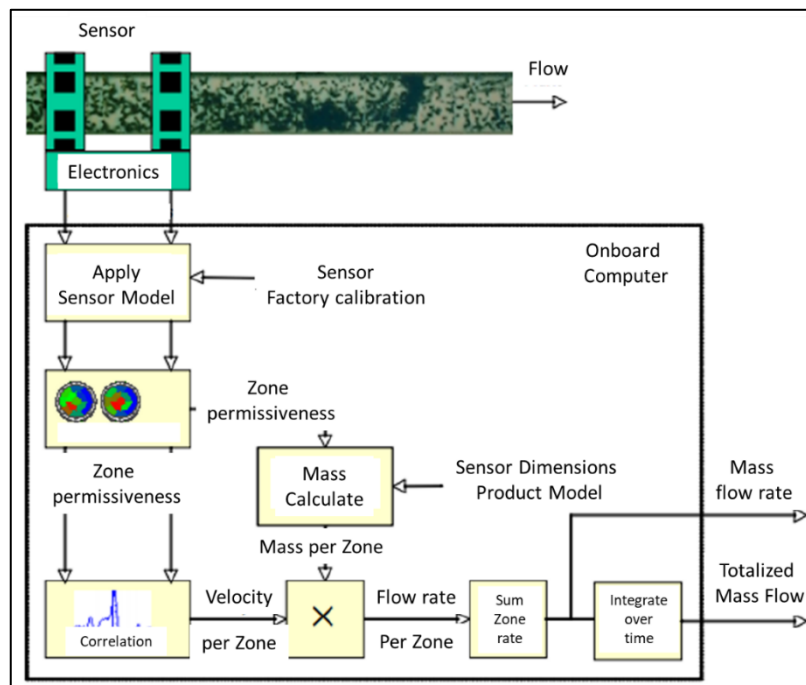 Sensor
Flow
Electronics
Onboard
Computer
Apply
Sensor Model
Sensor
Factory calibration
Zone
permissiveness
Zone
permissiveness
Mass
Calculate
Sensor Dimensions
Product Model
Mass
flow rate
Mass per Zone
Totalized
Mass Flow
Correlation
Velocity
per Zone
×
Flow rate
Per Zone
Sum
Zone
rate
Integrate
over
time